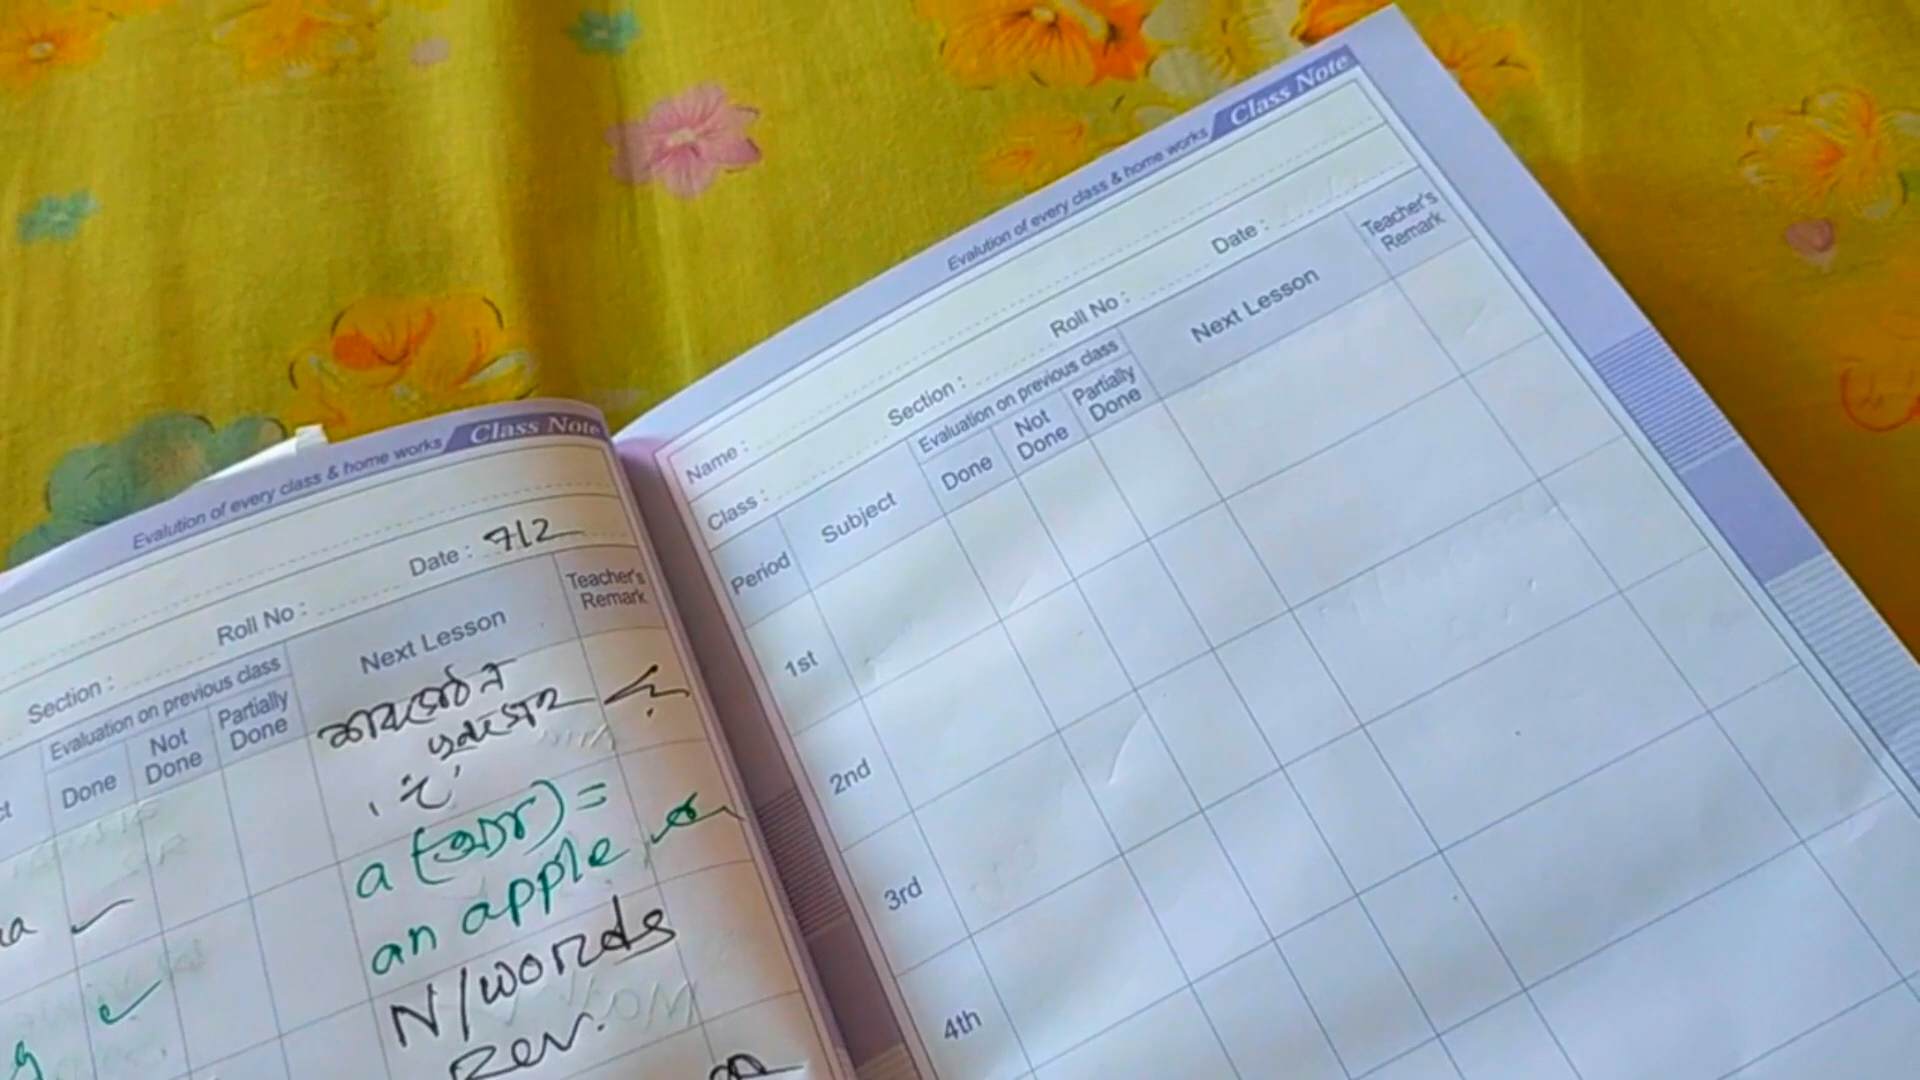 Evalution of every class & home works Class Note
Date : 7/2
Section : Roll No :
Evaluation on previous class
Done
Not Done
Partially Done
Next Lesson
Teacher's Remark
a (একটি) =
an apple
N/words
Rev.
Evalution of every class & home works Class Note
Name :
Class : Section : Roll No : Date :
Period
Subject
Evaluation on previous class
Done
Not Done
Partially Done
Next Lesson
Teacher's Remark
1st
2nd
3rd
4th